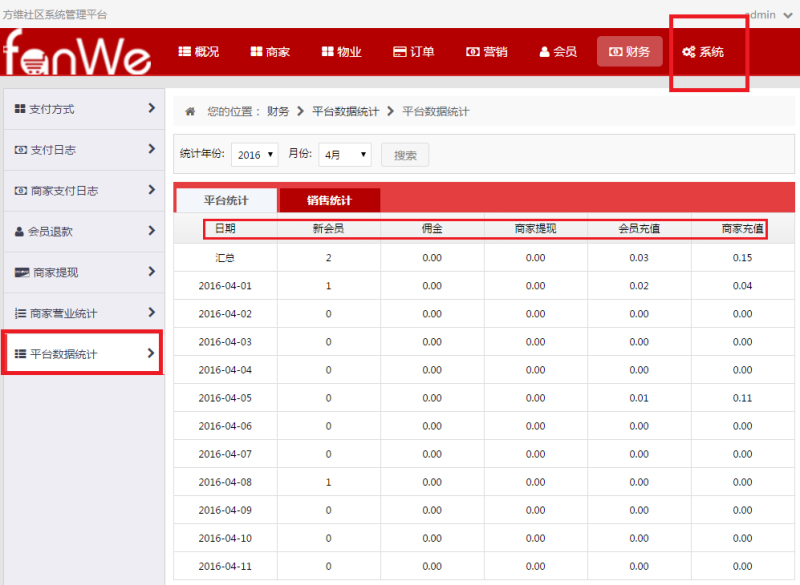 方维社区系统管理平台
admin
fanWe
概况 商家 物业 订单 营销 会员 财务 系统
支付方式
支付日志
商家支付日志
会员退款
商家提现
商家营业统计
平台数据统计
您的位置： 财务 平台数据统计 平台数据统计
统计年份: 2016 月份: 4月 搜索
平台统计 销售统计
日期 新会员 佣金 商家提现 会员充值 商家充值
汇总 2 0.00 0.00 0.03 0.15
2016-04-01 1 0.00 0.00 0.02 0.04
2016-04-02 0 0.00 0.00 0.00 0.00
2016-04-03 0 0.00 0.00 0.00 0.00
2016-04-04 0 0.00 0.00 0.00 0.00
2016-04-05 0 0.00 0.00 0.01 0.11
2016-04-06 0 0.00 0.00 0.00 0.00
2016-04-07 0 0.00 0.00 0.00 0.00
2016-04-08 1 0.00 0.00 0.00 0.00
2016-04-09 0 0.00 0.00 0.00 0.00
2016-04-10 0 0.00 0.00 0.00 0.00
2016-04-11 0 0.00 0.00 0.00 0.00